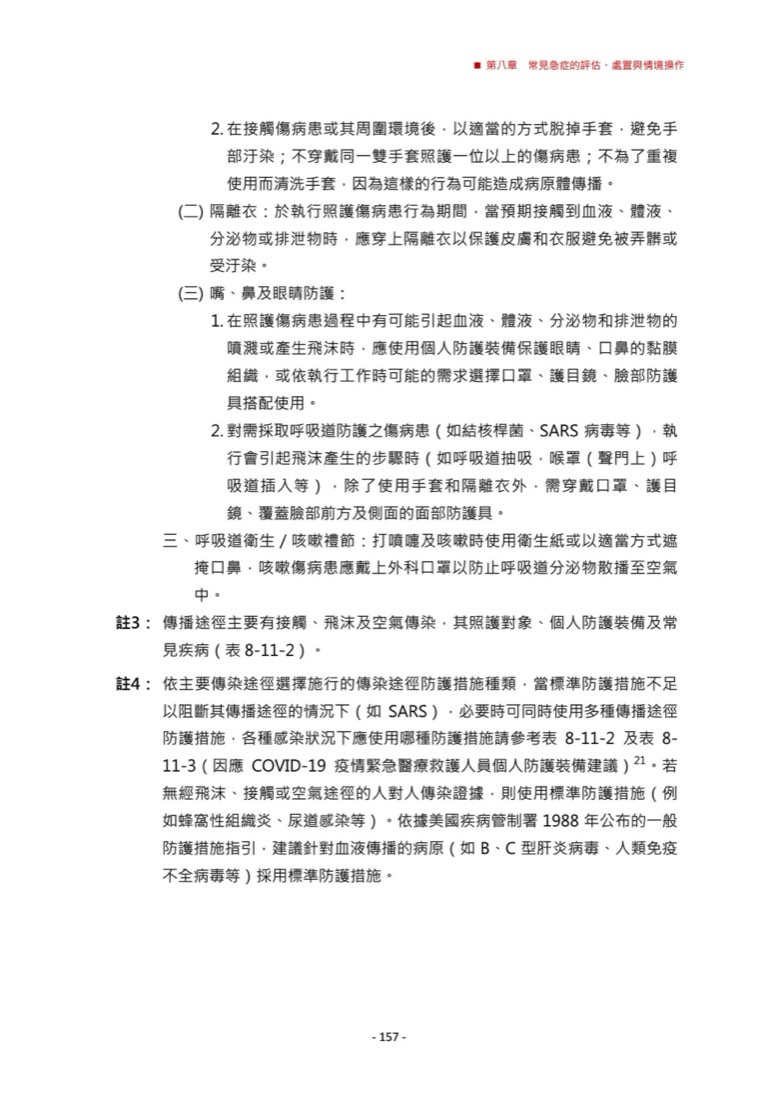 ■ 第八章　常見急症的評估、處置與情境操作
2. 在接觸傷病患或其周圍環境後，以適當的方式脫掉手套，避免手
部汙染；不穿戴同一雙手套照護一位以上的傷病患；不為了重複
使用而清洗手套，因為這樣的行為可能造成病原體傳播。
(二) 隔離衣：於執行照護傷病患行為期間，當預期接觸到血液、體液、
分泌物或排泄物時，應穿上隔離衣以保護皮膚和衣服避免被弄髒或
受汙染。
(三) 嘴、鼻及眼睛防護：
1. 在照護傷病患過程中有可能引起血液、體液、分泌物和排泄物的
噴濺或產生飛沫時，應使用個人防護裝備保護眼睛、口鼻的黏膜
組織，或依執行工作時可能的需求選擇口罩、護目鏡、臉部防護
具搭配使用。
2. 對需採取呼吸道防護之傷病患（如結核桿菌、SARS 病毒等），執
行會引起飛沫產生的步驟時（如呼吸道抽吸，喉罩（聲門上）呼
吸道插入等），除了使用手套和隔離衣外，需穿戴口罩、護目
鏡、覆蓋臉部前方及側面的面部防護具。
三、呼吸道衛生 / 咳嗽禮節：打噴嚏及咳嗽時使用衛生紙或以適當方式遮
掩口鼻，咳嗽傷病患應戴上外科口罩以防止呼吸道分泌物散播至空氣
中。
註3： 傳播途徑主要有接觸、飛沫及空氣傳染，其照護對象、個人防護裝備及常
見疾病（表 8-11-2）。
註4： 依主要傳染途徑選擇施行的傳染途徑防護措施種類，當標準防護措施不足
以阻斷其傳播途徑的情況下（如 SARS），必要時可同時使用多種傳播途徑
防護措施，各種感染狀況下應使用哪種防護措施請參考表 8-11-2 及表 8-
11-3（因應 COVID-19 疫情緊急醫療救護人員個人防護裝備建議）21。若
無經飛沫、接觸或空氣途徑的人對人傳染證據，則使用標準防護措施（例
如蜂窩性組織炎、尿道感染等）。依據美國疾病管制署 1988 年公布的一般
防護措施指引，建議針對血液傳播的病原（如 B、C 型肝炎病毒、人類免疫
不全病毒等）採用標準防護措施。
- 157 -